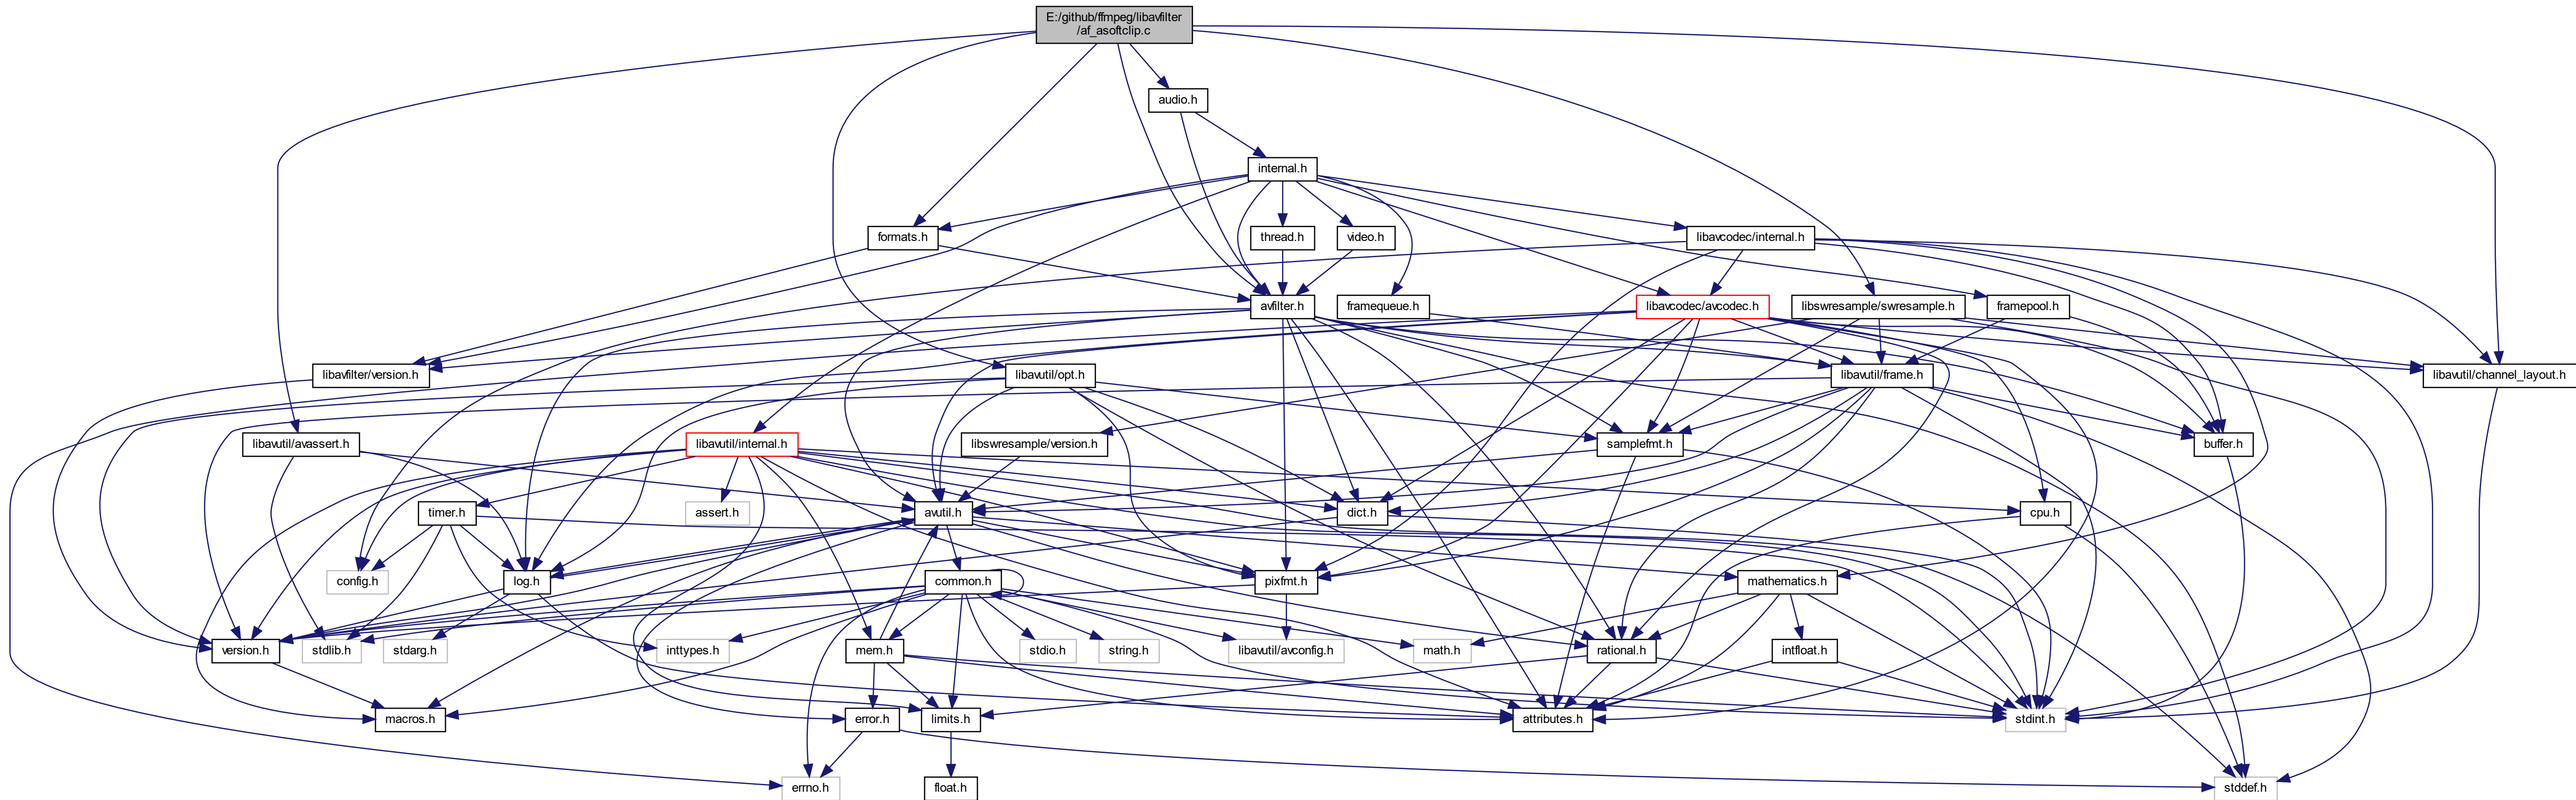 E:/github/ffmpeg/libavfilter
/af_asoftclip.c
audio.h
internal.h
formats.h
thread.h
video.h
libavcodec/internal.h
avfilter.h
framequeue.h
libavcodec/avcodec.h
libswresample/swresample.h
framepool.h
libavfilter/version.h
libavutil/opt.h
libavutil/frame.h
libavutil/channel_layout.h
libavutil/avassert.h
libavutil/internal.h
libswresample/version.h
samplefmt.h
buffer.h
timer.h
assert.h
avutil.h
dict.h
cpu.h
config.h
log.h
common.h
pixfmt.h
mathematics.h
version.h
stdlib.h
stdarg.h
inttypes.h
mem.h
stdio.h
string.h
libavutil/avconfig.h
math.h
rational.h
intfloat.h
macros.h
error.h
limits.h
attributes.h
stdint.h
errno.h
float.h
stddef.h